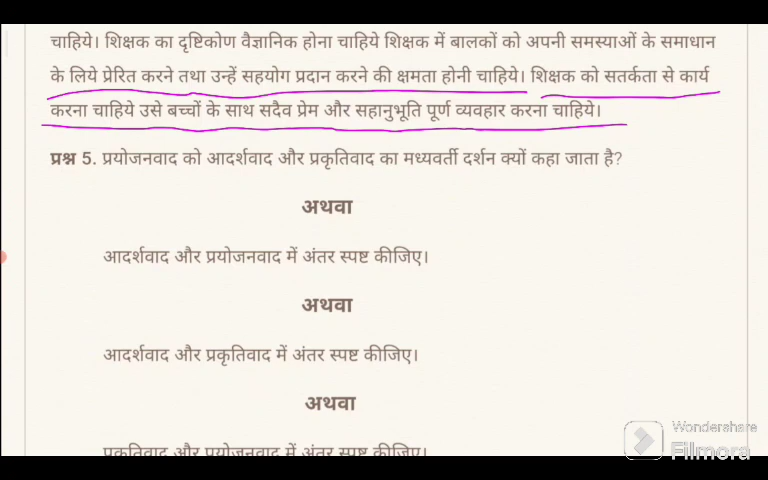 चाहिये। शिक्षक का दृष्टिकोण वैज्ञानिक होना चाहिये शिक्षक में बालकों को अपनी समस्याओं के समाधान
के लिये प्रेरित करने तथा उन्हें सहयोग प्रदान करने की क्षमता होनी चाहिये। शिक्षक को सतर्कता से कार्य
करना चाहिये उसे बच्चों के साथ सदैव प्रेम और सहानुभूति पूर्ण व्यवहार करना चाहिये।
प्रश्न 5. प्रयोजनवाद को आदर्शवाद और प्रकृतिवाद का मध्यवर्ती दर्शन क्यों कहा जाता है?
अथवा
आदर्शवाद और प्रयोजनवाद में अंतर स्पष्ट कीजिए।
अथवा
आदर्शवाद और प्रकृतिवाद में अंतर स्पष्ट कीजिए।
अथवा
प्रकृतिवाद और प्रयोजनवाद में अंतर स्पष्ट कीजिए।
Wondershare
Filmora